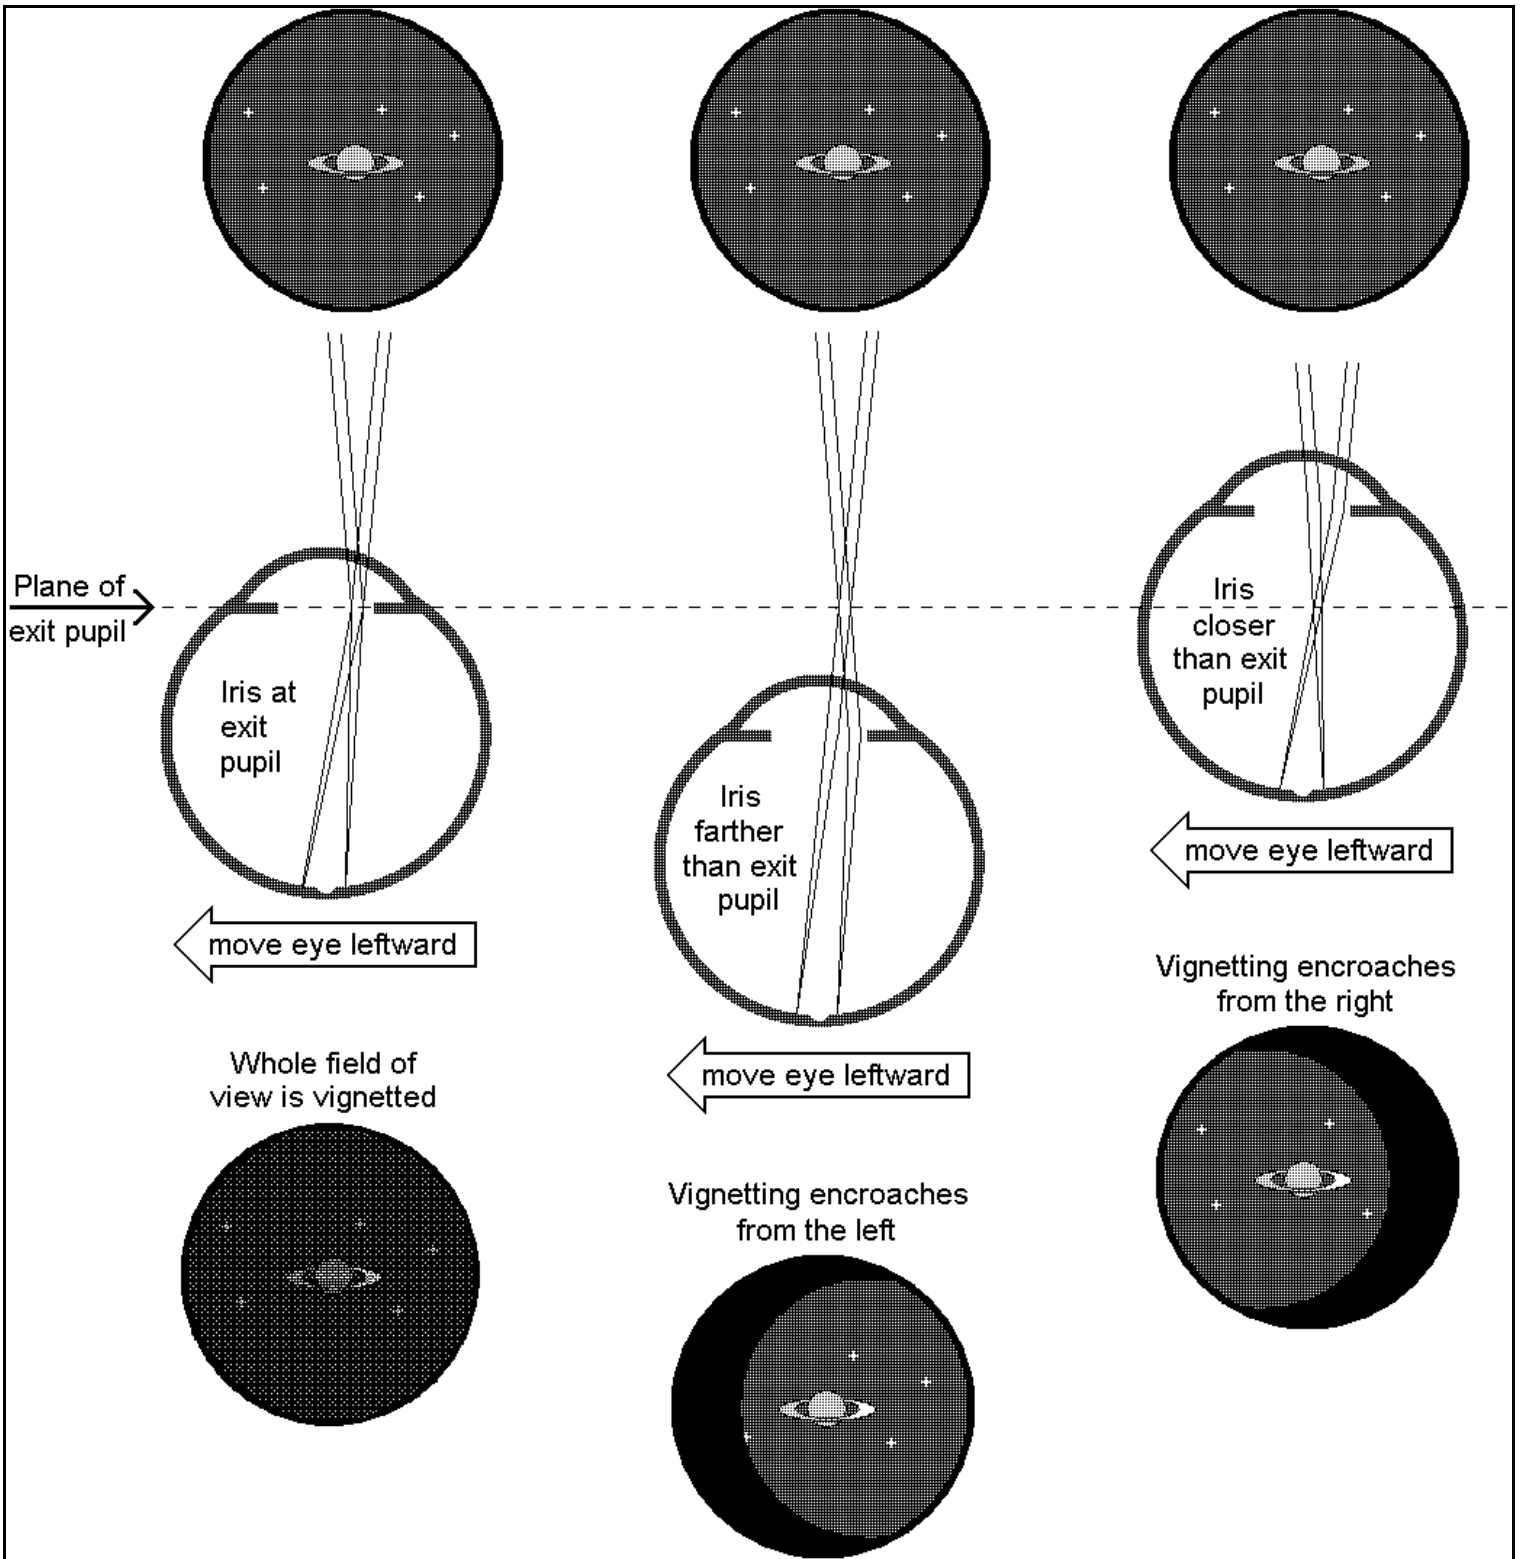 Plane of
exit pupil
Iris at
exit
pupil
move eye leftward
Whole field of
view is vignetted
Iris
farther
than exit
pupil
move eye leftward
Vignetting encroaches
from the left
Iris
closer
than exit
pupil
move eye leftward
Vignetting encroaches
from the right